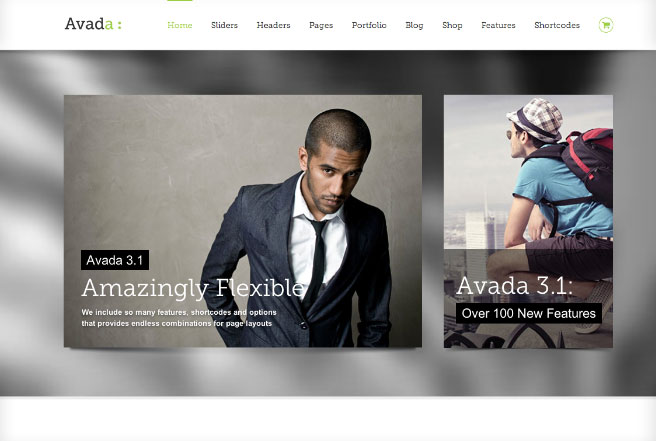 Avada :
Home Sliders Headers Pages Portfolio Blog Shop Features Shortcodes
Avada 3.1
Amazingly Flexible
We include so many features, shortcodes and options
that provides endless combinations for page layouts
Avada 3.1:
Over 100 New Features